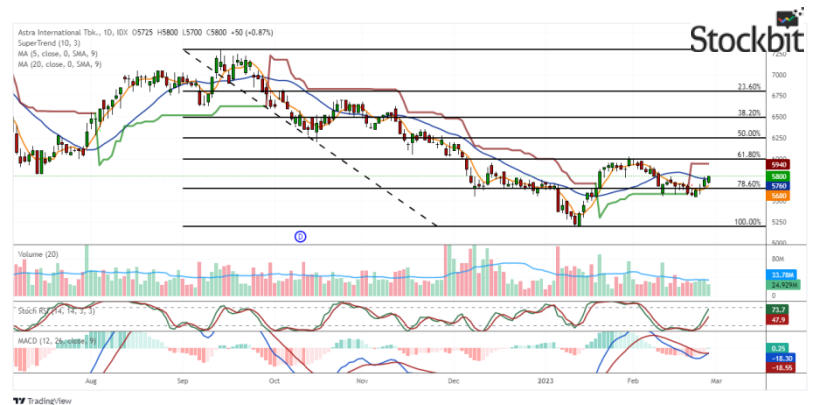 Stockbit
Astra International Tbk., 1D, IDX O5725 H5800 L5700 C5800 +50 (+0.87%)
SuperTrend (10, 3)
MA (5, close, 0, SMA, 9)
MA (20, close, 0, SMA, 9)
7250
7000
23.60%
6750
38.20%
6500
50.00%
6250
61.80%
6000
5940
5800
5760
78.60%
5680
5500
100.00%
5250
5000
D
Volume (20)
80M
33.78M
24.929M
0
Stoch RSI (14, 14, 3, 3)
73.7
47.9
MACD (12, 26, close, 9)
0.25
−18.30
−18.55
Aug Sep Oct Nov Dec 2023 Feb Mar
TradingView